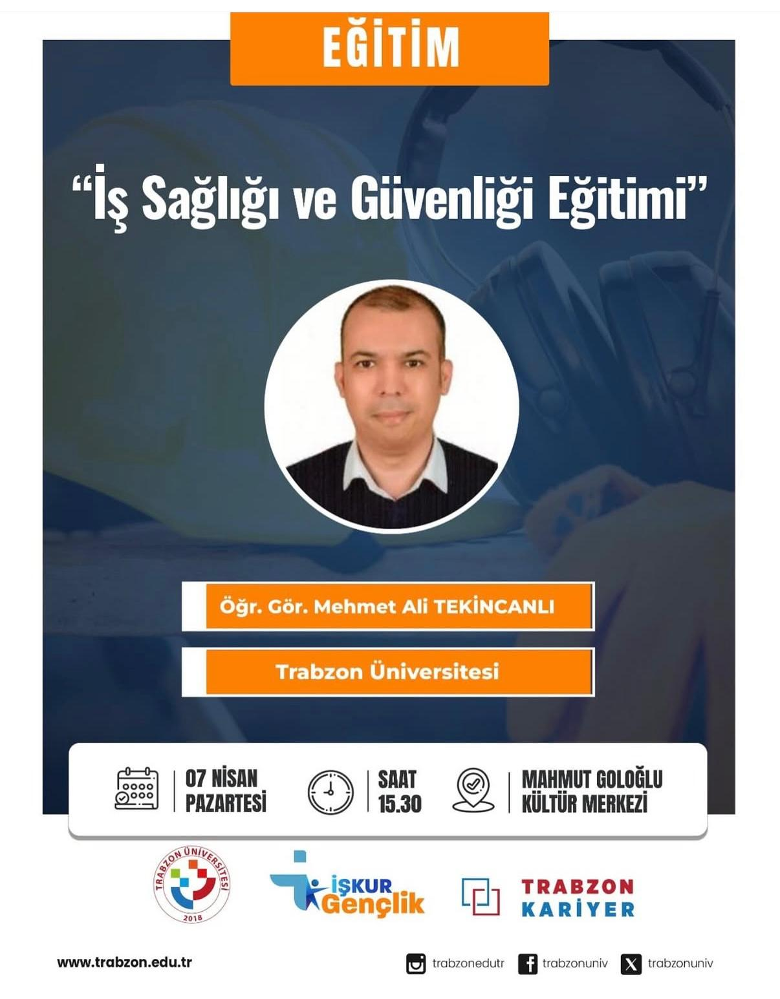 EĞİTİM
“İş Sağlığı ve Güvenliği Eğitimi”
Öğr. Gör. Mehmet Ali TEKİNCANLI
Trabzon Üniversitesi
07 NİSAN
PAZARTESİ
SAAT
15.30
MAHMUT GOLOĞLU
KÜLTÜR MERKEZİ
TRABZON ÜNİVERSİTESİ
2018
İŞKUR
Gençlik
TRABZON
KARİYER
www.trabzon.edu.tr
trabzonedutr
trabzonuniv
trabzonuniv